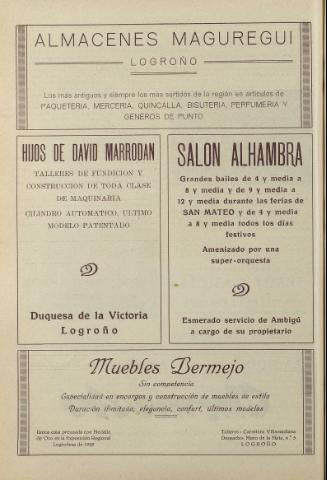 ALMACENES MAGUREGUI
LOGROÑO
Los más antiguos y siempre los más surtidos de la región en artículos de
PAQUETERIA, MERCERIA, QUINCALLA, BISUTERIA, PERFUMERIA Y
GENEROS DE PUNTO
HIJOS DE DAVID MARRODAN
TALLERES DE FUNDICION Y
CONSTRUCCION DE TODA CLASE
DE MAQUINARIA
CILINDRO AUTOMATICO, ULTIMO
MODELO PATENTADO
Duquesa de la Victoria
Logroño
SALON ALHAMBRA
Grandes bailes de 4 y media a
8 y media y de 9 y media a
12 y media durante las ferias de
SAN MATEO y de 4 y media
a 8 y media todos los días
festivos
Amenizado por una
super-orquesta
Esmerado servicio de Ambigú
a cargo de su propietario
Muebles Bermejo
Sin competencia
Especialidad en encargos y construcción de muebles de estilo
Duración ilimitada, elegancia, confort, últimos modelos
Única casa premiada con Medalla
de Oro en la Exposición Regional
Logroñesa de
Talleres - Carretera Villamediana
Despacho: Muro de la Mata, n.º 5
LOGROÑO